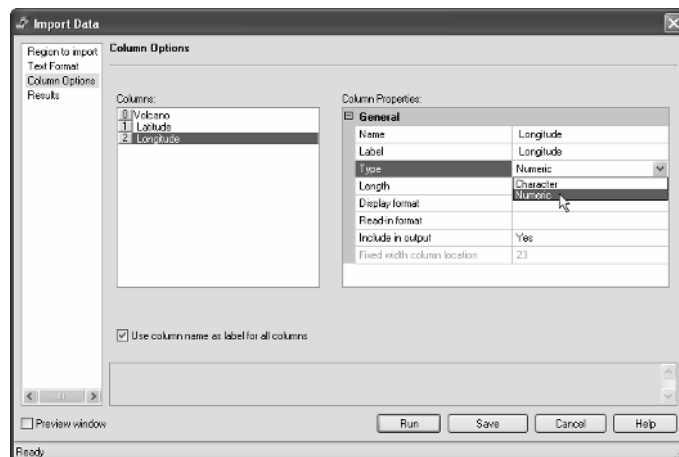 Import Data
Region to import
Text Format
Column Options
Results
Column Options
Columns:
0 Volcano
1 Latitude
2 Longitude
Column Properties:
General
Name Longitude
Label Longitude
Type Numeric
Length Character
Numeric
Display format
Read-in format
Include in output Yes
Fixed width column location 23
Use column name as label for all columns
Preview window
Run Save Cancel Help
Ready